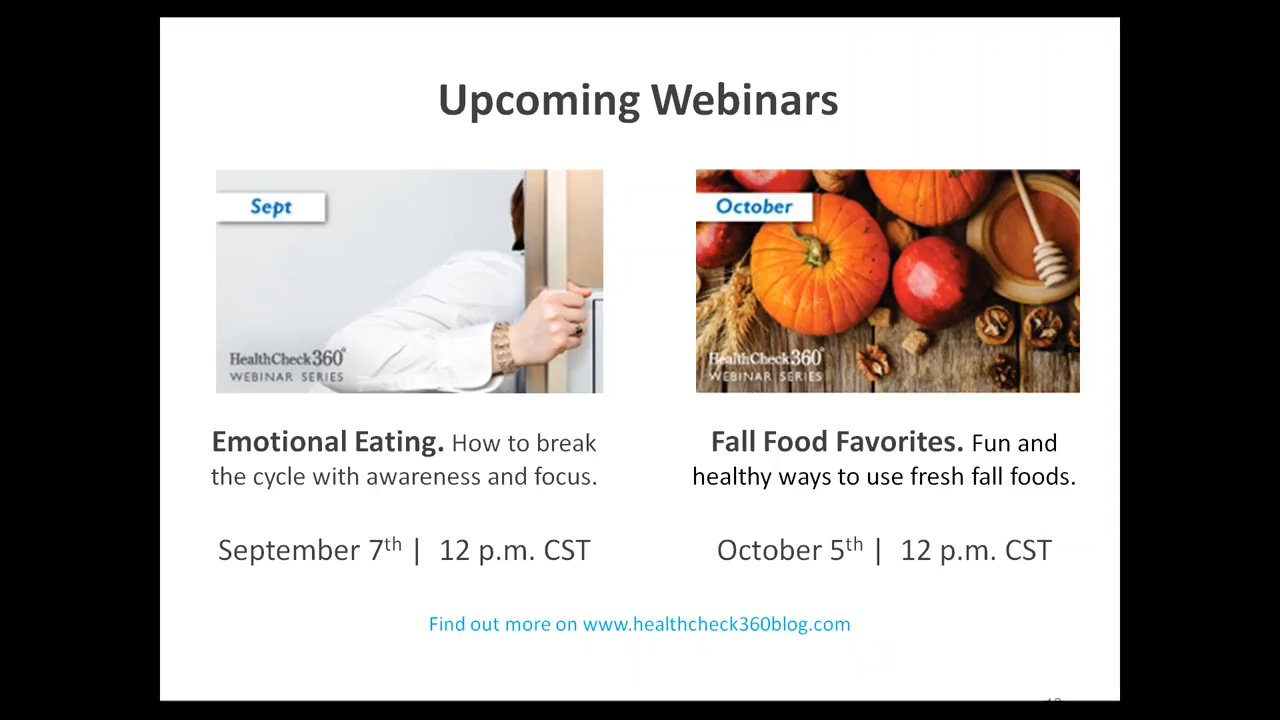 Upcoming Webinars
Sept
HealthCheck360°
WEBINAR SERIES
October
HealthCheck360°
WEBINAR SERIES
Emotional Eating. How to break
the cycle with awareness and focus.
September 7th | 12 p.m. CST
Fall Food Favorites. Fun and
healthy ways to use fresh fall foods.
October 5th | 12 p.m. CST
Find out more on www.healthcheck360blog.com